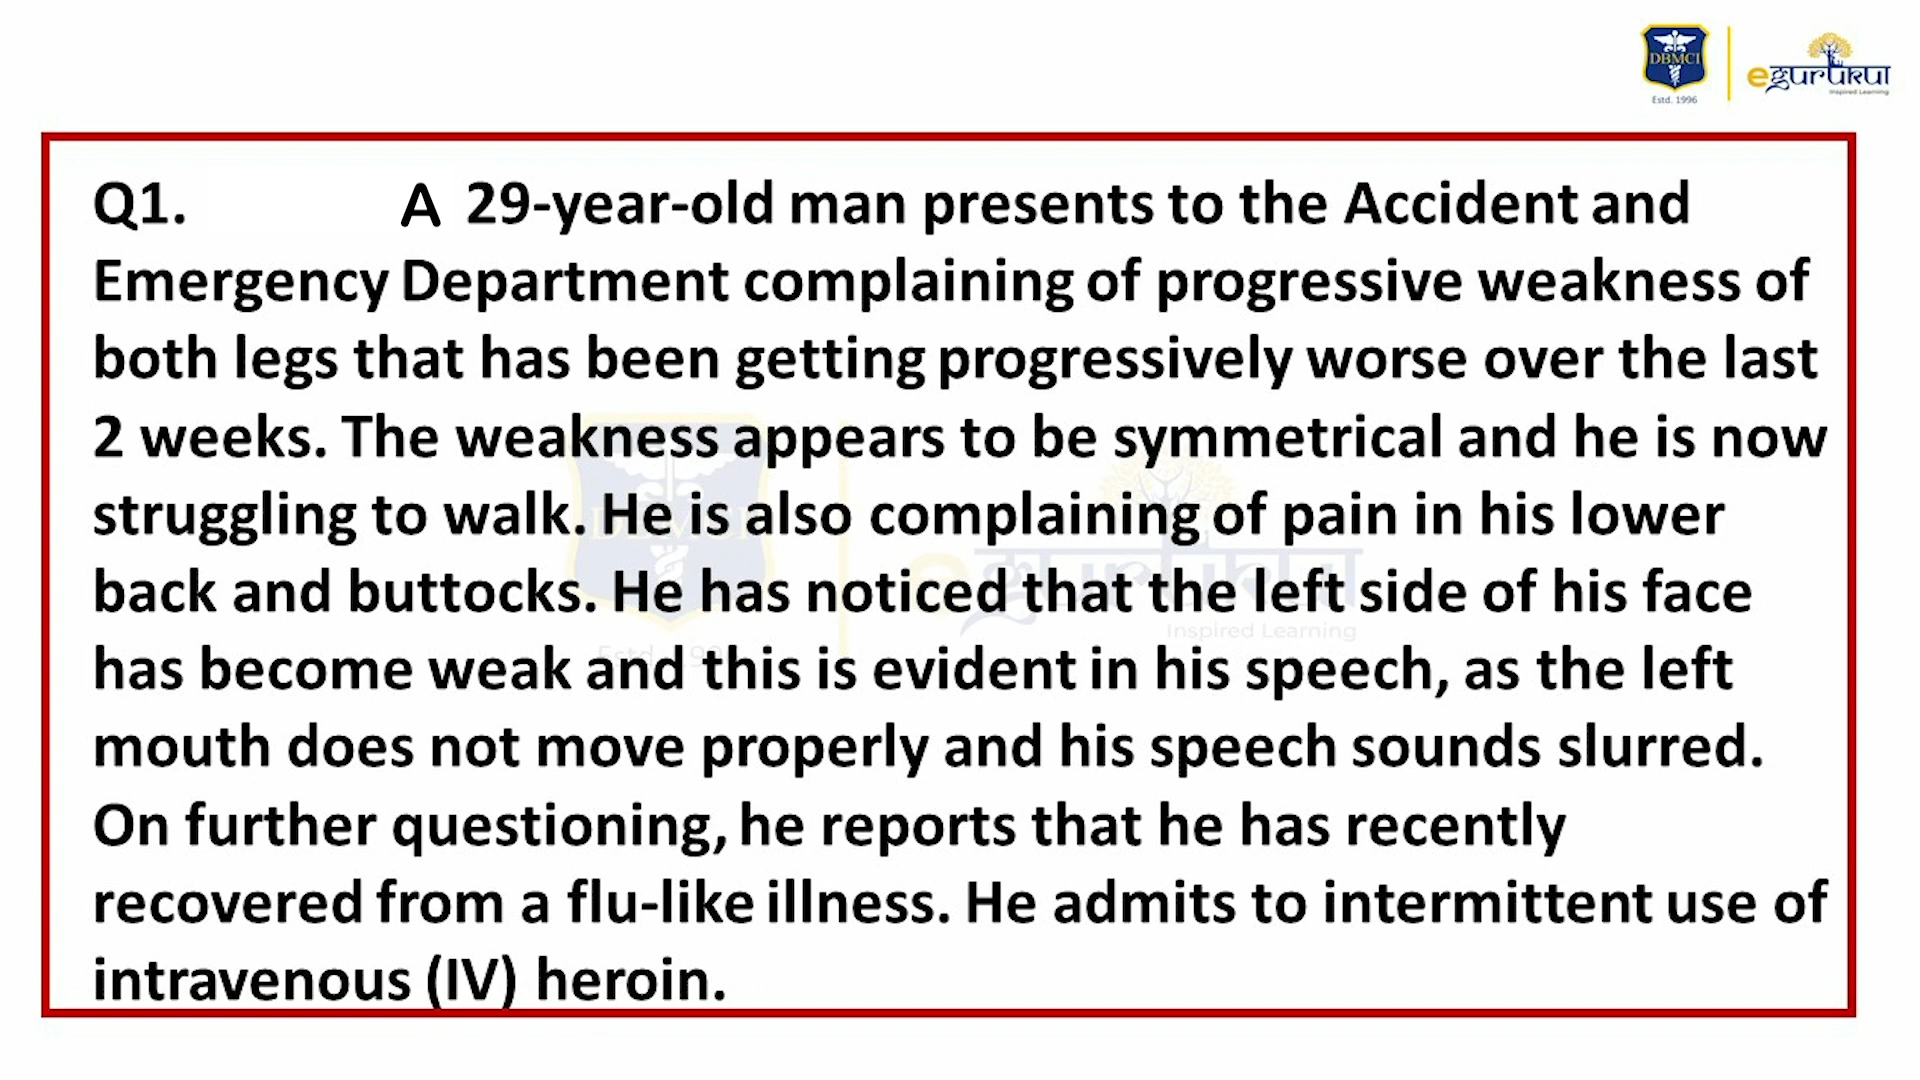 DBMCI
Estd. 1996
egurukul
Inspired Learning
Q1. A 29-year-old man presents to the Accident and
Emergency Department complaining of progressive weakness of
both legs that has been getting progressively worse over the last
2 weeks. The weakness appears to be symmetrical and he is now
struggling to walk. He is also complaining of pain in his lower
back and buttocks. He has noticed that the left side of his face
has become weak and this is evident in his speech, as the left
mouth does not move properly and his speech sounds slurred.
On further questioning, he reports that he has recently
recovered from a flu-like illness. He admits to intermittent use of
intravenous (IV) heroin.